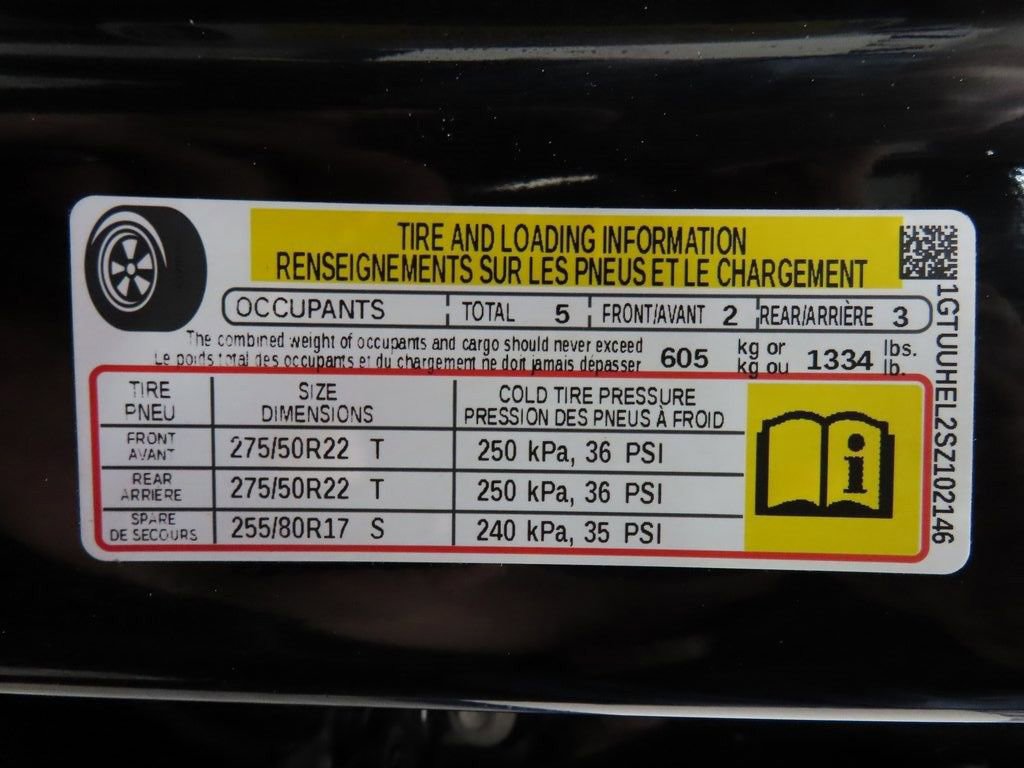 TIRE AND LOADING INFORMATION
RENSEIGNEMENTS SUR LES PNEUS ET LE CHARGEMENT
OCCUPANTS TOTAL 5 FRONT/AVANT 2 REAR/ARRIÈRE 3
The combined weight of occupants and cargo should never exceed 605 kg or 1334 lbs.
Le poids total des occupants et du chargement ne doit jamais dépasser kg ou lb.
TIRE SIZE COLD TIRE PRESSURE
PNEU DIMENSIONS PRESSION DES PNEUS À FROID
FRONT
AVANT 275/50R22 T 250 kPa, 36 PSI
REAR
ARRIERE 275/50R22 T 250 kPa, 36 PSI
SPARE
DE SECOURS 255/80R17 S 240 kPa, 35 PSI
i
1GTUUHEL2SZ102146